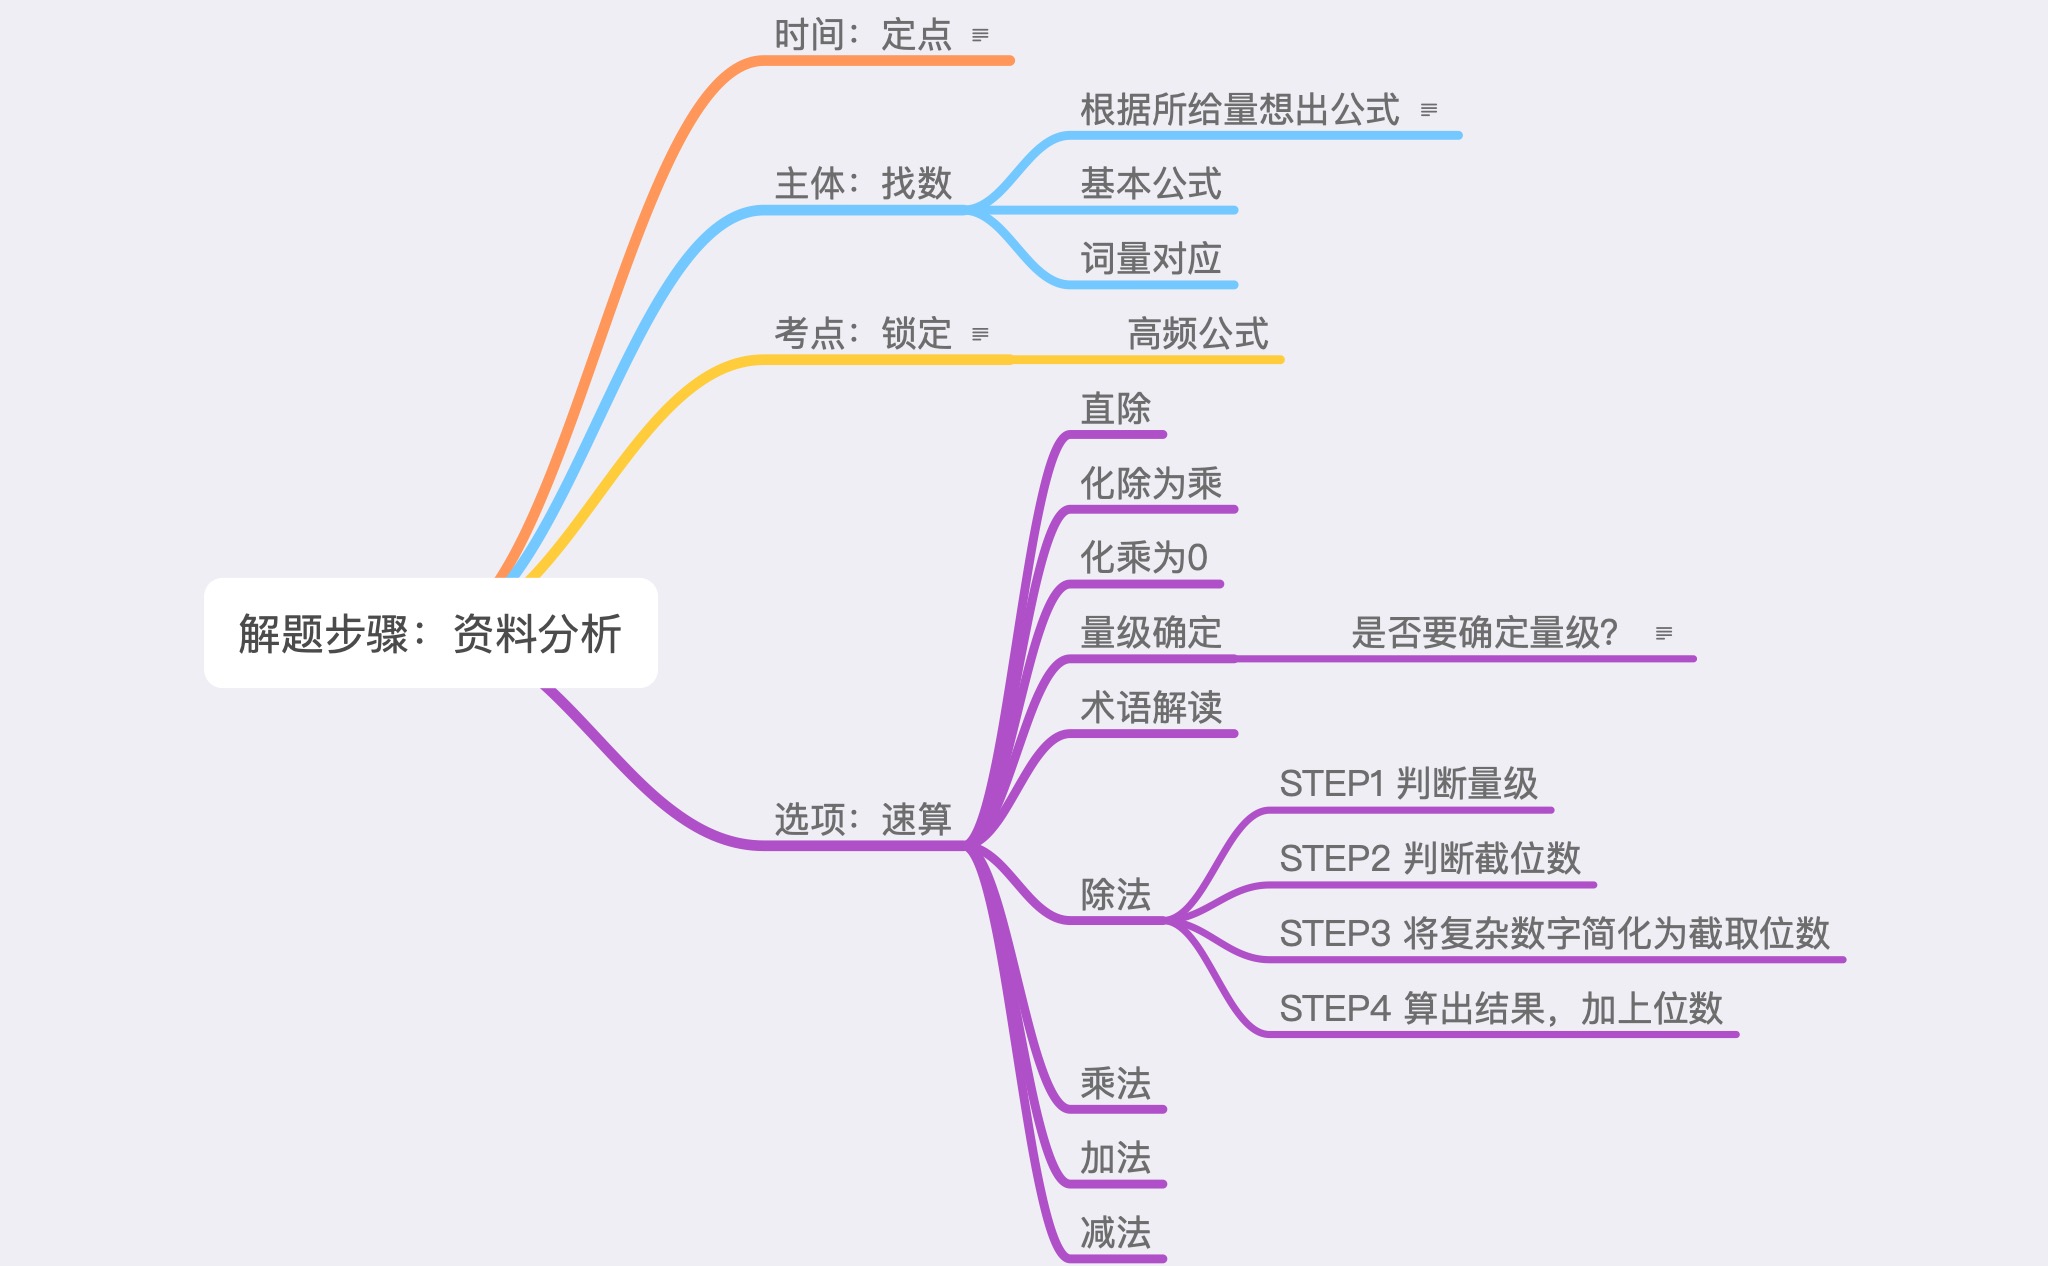 时间：定点
根据所给量想出公式
主体：找数
基本公式
词量对应
考点：锁定
高频公式
直除
化除为乘
化乘为0
解题步骤：资料分析
量级确定
是否要确定量级？
术语解读
STEP1 判断量级
选项：速算
STEP2 判断截位数
除法
STEP3 将复杂数字简化为截取位数
STEP4 算出结果，加上位数
乘法
加法
减法